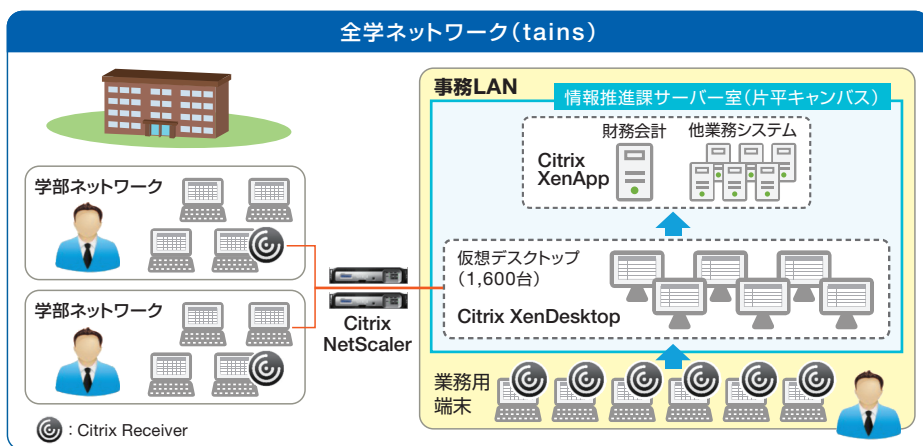 全学ネットワーク（tains）
事務LAN
情報推進課サーバー室（片平キャンパス）
財務会計
他業務システム
Citrix
XenApp
学部ネットワーク
仮想デスクトップ
（1,600台）
Citrix XenDesktop
学部ネットワーク
Citrix
NetScaler
業務用
端末
：Citrix Receiver